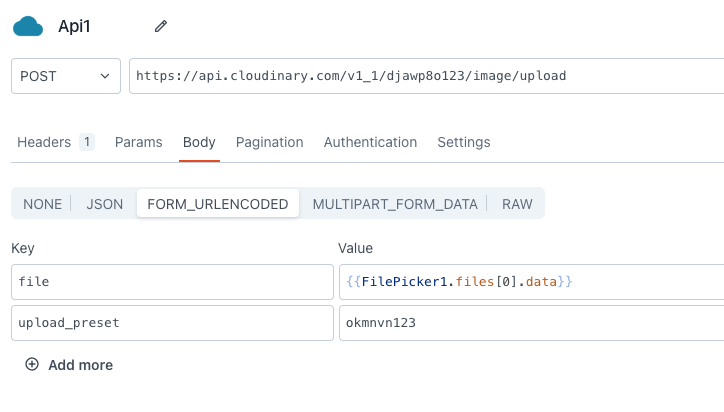 Api1
POST https://api.cloudinary.com/v1_1/djawp8o123/image/upload
Headers 1 Params Body Pagination Authentication Settings
NONE JSON FORM_URLENCODED MULTIPART_FORM_DATA RAW
Key Value
file {{FilePicker1.files[0].data}}
upload_preset okmnvn123
Add more